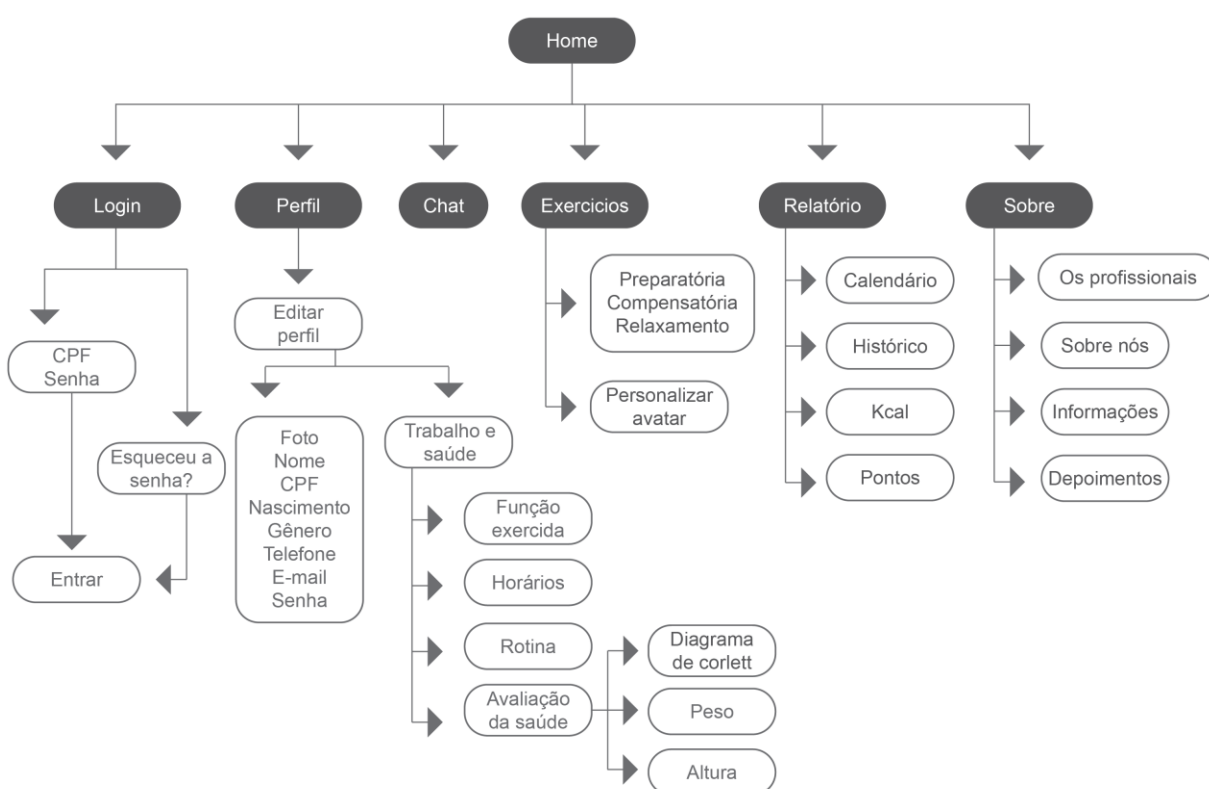 Home
Login
Perfil
Chat
Exercicios
Relatório
Sobre
CPF
Senha
Esqueceu a
senha?
Entrar
Editar
perfil
Foto
Nome
CPF
Nascimento
Gênero
Telefone
E-mail
Senha
Trabalho e
saúde
Função
exercida
Horários
Rotina
Avaliação
da saúde
Diagrama
de corlett
Peso
Altura
Preparatória
Compensatória
Relaxamento
Personalizar
avatar
Calendário
Histórico
Kcal
Pontos
Os profissionais
Sobre nós
Informações
Depoimentos